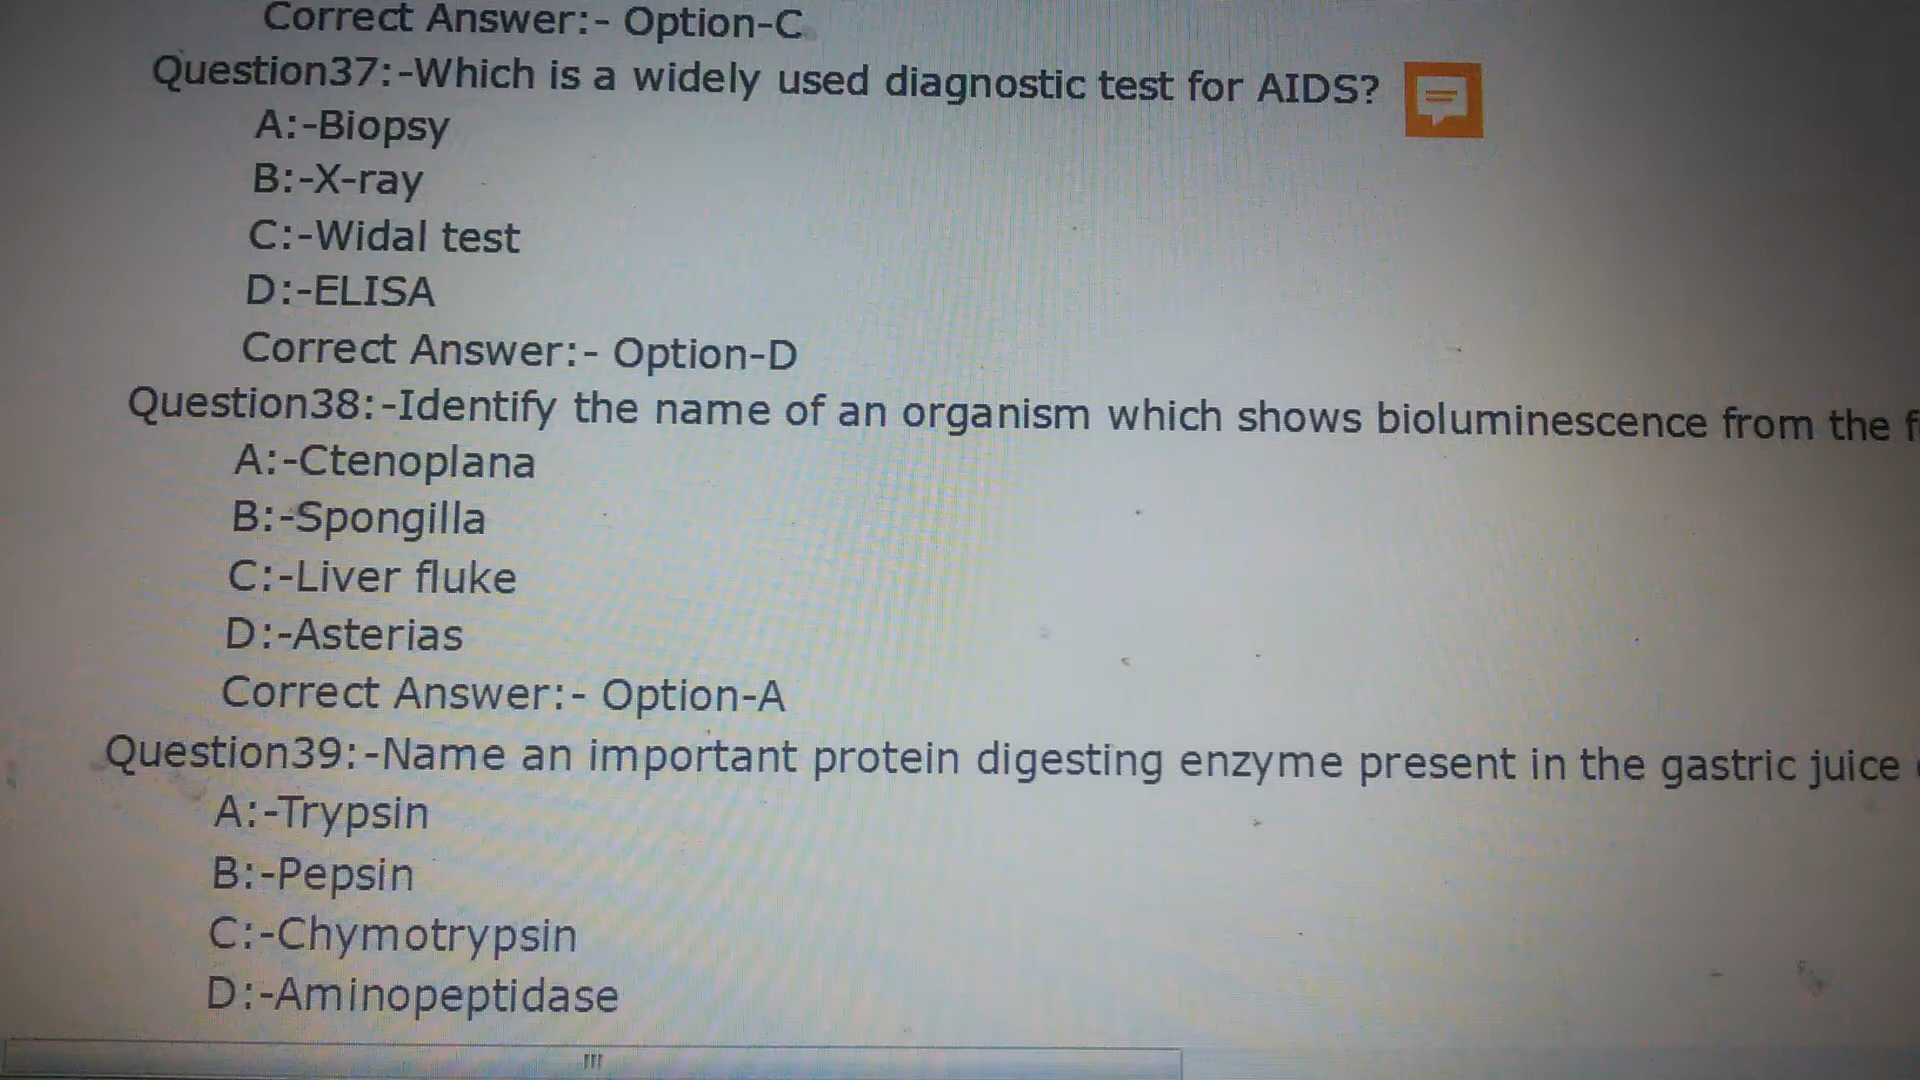 Correct Answer:- Option-C
Question37:-Which is a widely used diagnostic test for AIDS?
A:-Biopsy
B:-X-ray
C:-Widal test
D:-ELISA
Correct Answer:- Option-D
Question38:-Identify the name of an organism which shows bioluminescence from the
A:-Ctenoplana
B:-Spongilla
C:-Liver fluke
D:-Asterias
Correct Answer:- Option-A
Question39:-Name an important protein digesting enzyme present in the gastric juice
A:-Trypsin
B:-Pepsin
C:-Chymotrypsin
D:-Aminopeptidase